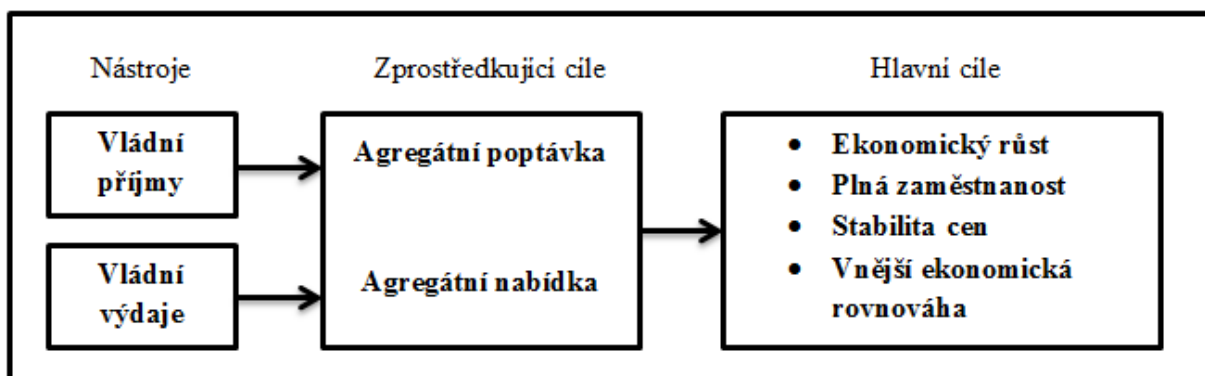 Nástroje
Zprostředkující cíle
Hlavní cíle
Vládní
příjmy
Vládní
výdaje
Agregátní poptávka
Agregátní nabídka
• Ekonomický růst
• Plná zaměstnanost
• Stabilita cen
• Vnější ekonomická
rovnováha